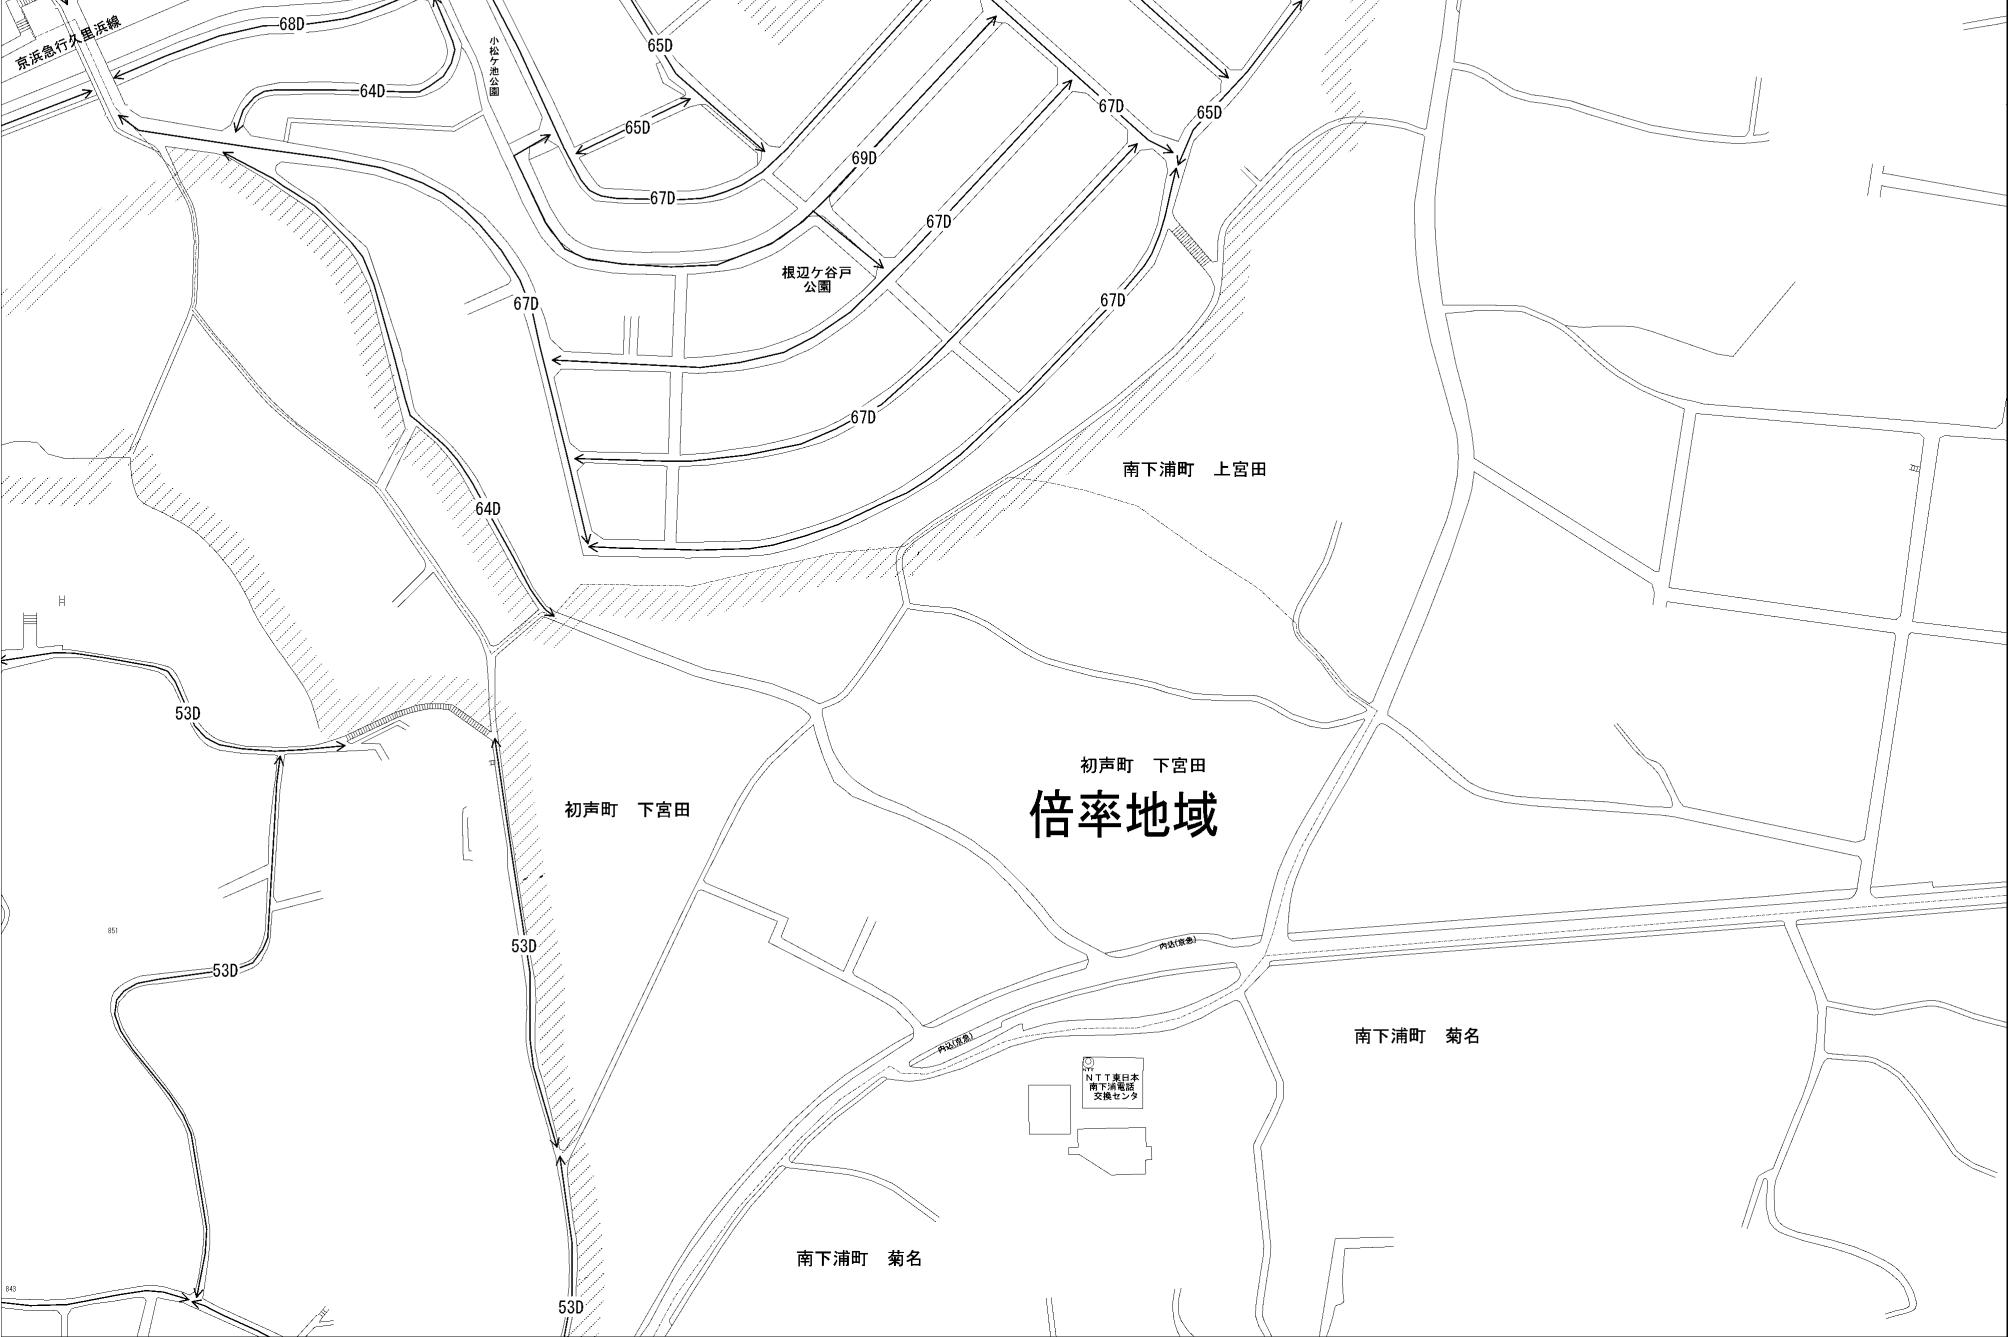 68D
京浜急行久里浜線
小松ケ池公園
65D
64D
67D
65D
65D
69D
67D
67D
根辺ケ谷戸
公園
67D
67D
67D
南下浦町 上宮田
64D
53D
初声町 下宮田
倍率地域
初声町 下宮田
851
53D
内込(京急)
53D
南下浦町 菊名
内込(京急)
NTT
NTT東日本
南下浦電話
交換センタ
南下浦町 菊名
843
53D